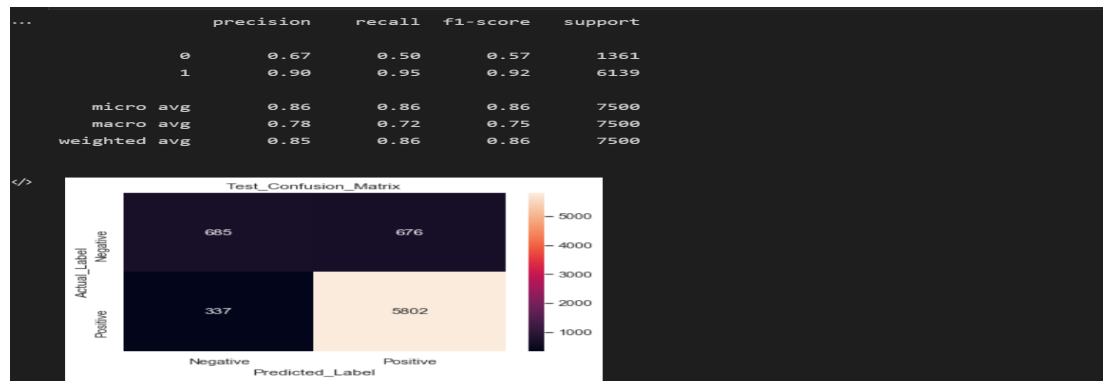 ...
precision recall f1-score support
0 0.67 0.50 0.57 1361
1 0.90 0.95 0.92 6139
micro avg 0.86 0.86 0.86 7500
macro avg 0.78 0.72 0.75 7500
weighted avg 0.85 0.86 0.86 7500
</>
Test_Confusion_Matrix
Actual_Label
Negative
685 676
Positive
337 5802
Negative Positive
Predicted_Label
5000
4000
3000
2000
1000